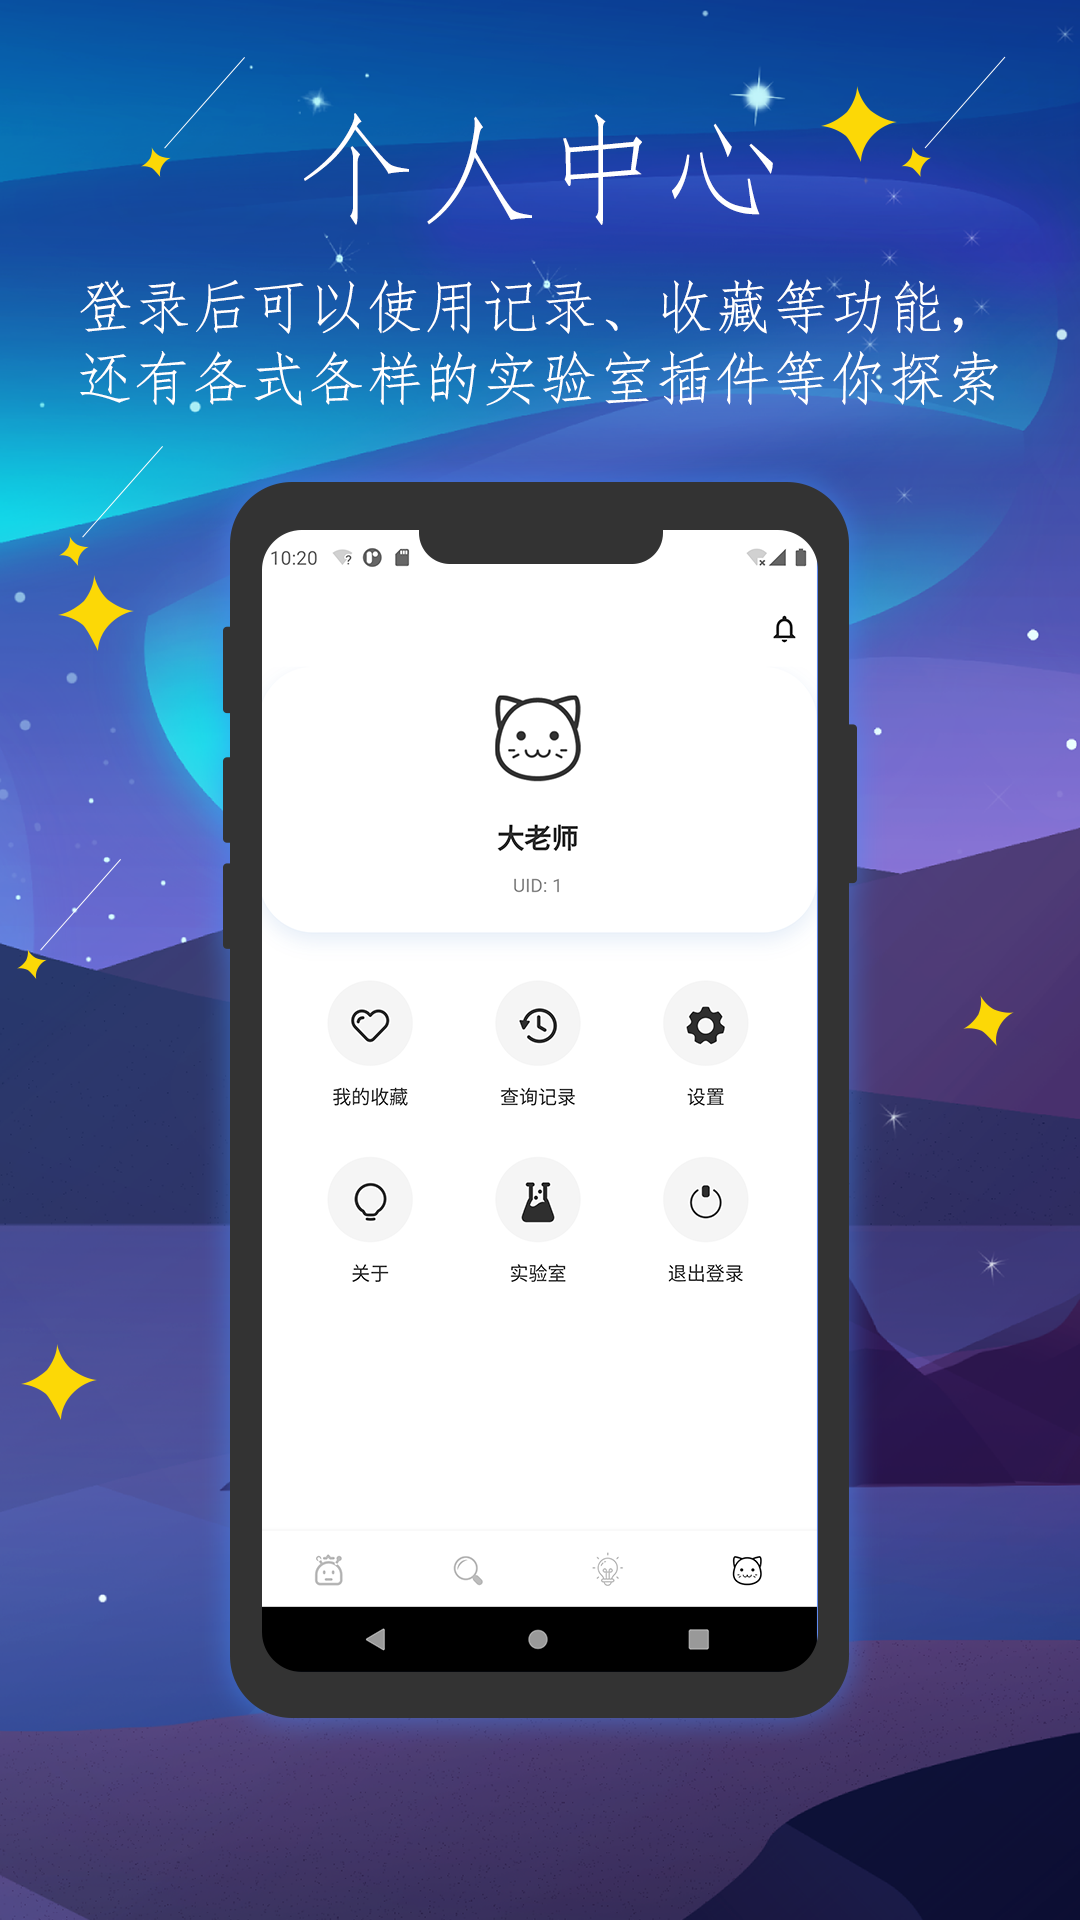 个人中心
登录后可以使用记录、收藏等功能，
还有各式各样的实验室插件等你探索
10:20
大老师
UID: 1
我的收藏
查询记录
设置
关于
实验室
退出登录